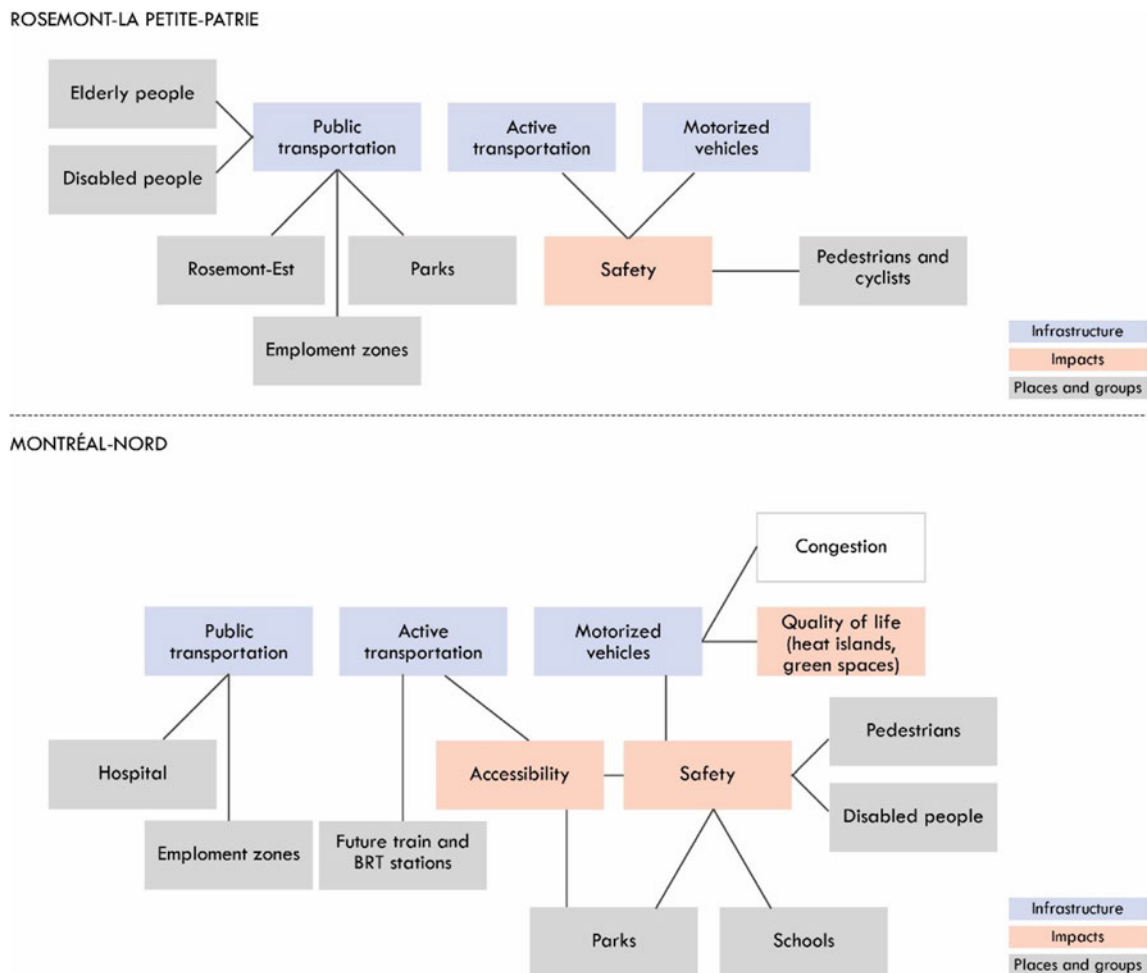 ROSEMONT-LA PETITE-PATRIE
Elderly people
Disabled people
Public
transportation
Active
transportation
Motorized
vehicles
Rosemont-Est
Parks
Emploment zones
Safety
Pedestrians and
cyclists
Infrastructure
Impacts
Places and groups
MONTRÉAL-NORD
Congestion
Public
transportation
Active
transportation
Motorized
vehicles
Quality of life
(heat islands,
green spaces)
Hospital
Accessibility
Safety
Pedestrians
Disabled people
Emploment zones
Future train and
BRT stations
Parks
Schools
Infrastructure
Impacts
Places and groups